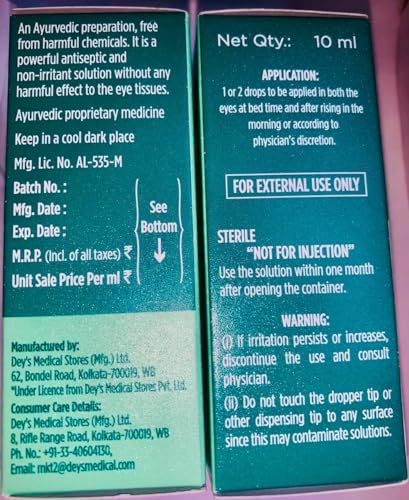 An Ayurvedic preparation, free
from harmful chemicals. It is a
powerful antiseptic and
non-irritant solution without any
harmful effect to the eye tissues.
Ayurvedic proprietary medicine
Keep in a cool dark place
Mfg. Lic. No. AL-535-M
Batch No. :
Mfg. Date :
Exp. Date :
M.R.P. (Incl. of all taxes) ₹
Unit Sale Price Per ml ₹
See
Bottom
↓
Manufactured by:
Dey's Medical Stores (Mfg.) Ltd.
62, Bondel Road, Kolkata-700019, WB
*Under Licence from Dey's Medical Stores Pvt. Ltd.
Consumer Care Details:
Dey's Medical Stores (Mfg.) Ltd.
8, Rifle Range Road, Kolkata-700019, WB
Ph. No.: +91-33-40604130,
Email: mkt2@deysmedical.com
Net Qty.: 10 ml
APPLICATION:
1 or 2 drops to be applied in both the
eyes at bed time and after rising in the
morning or according to
physician's discretion.
FOR EXTERNAL USE ONLY
STERILE
"NOT FOR INJECTION"
Use the solution within one month
after opening the container.
WARNING:
(i) If irritation persists or increases,
discontinue the use and consult
physician.
(ii) Do not touch the dropper tip or
other dispensing tip to any surface
since this may contaminate solutions.